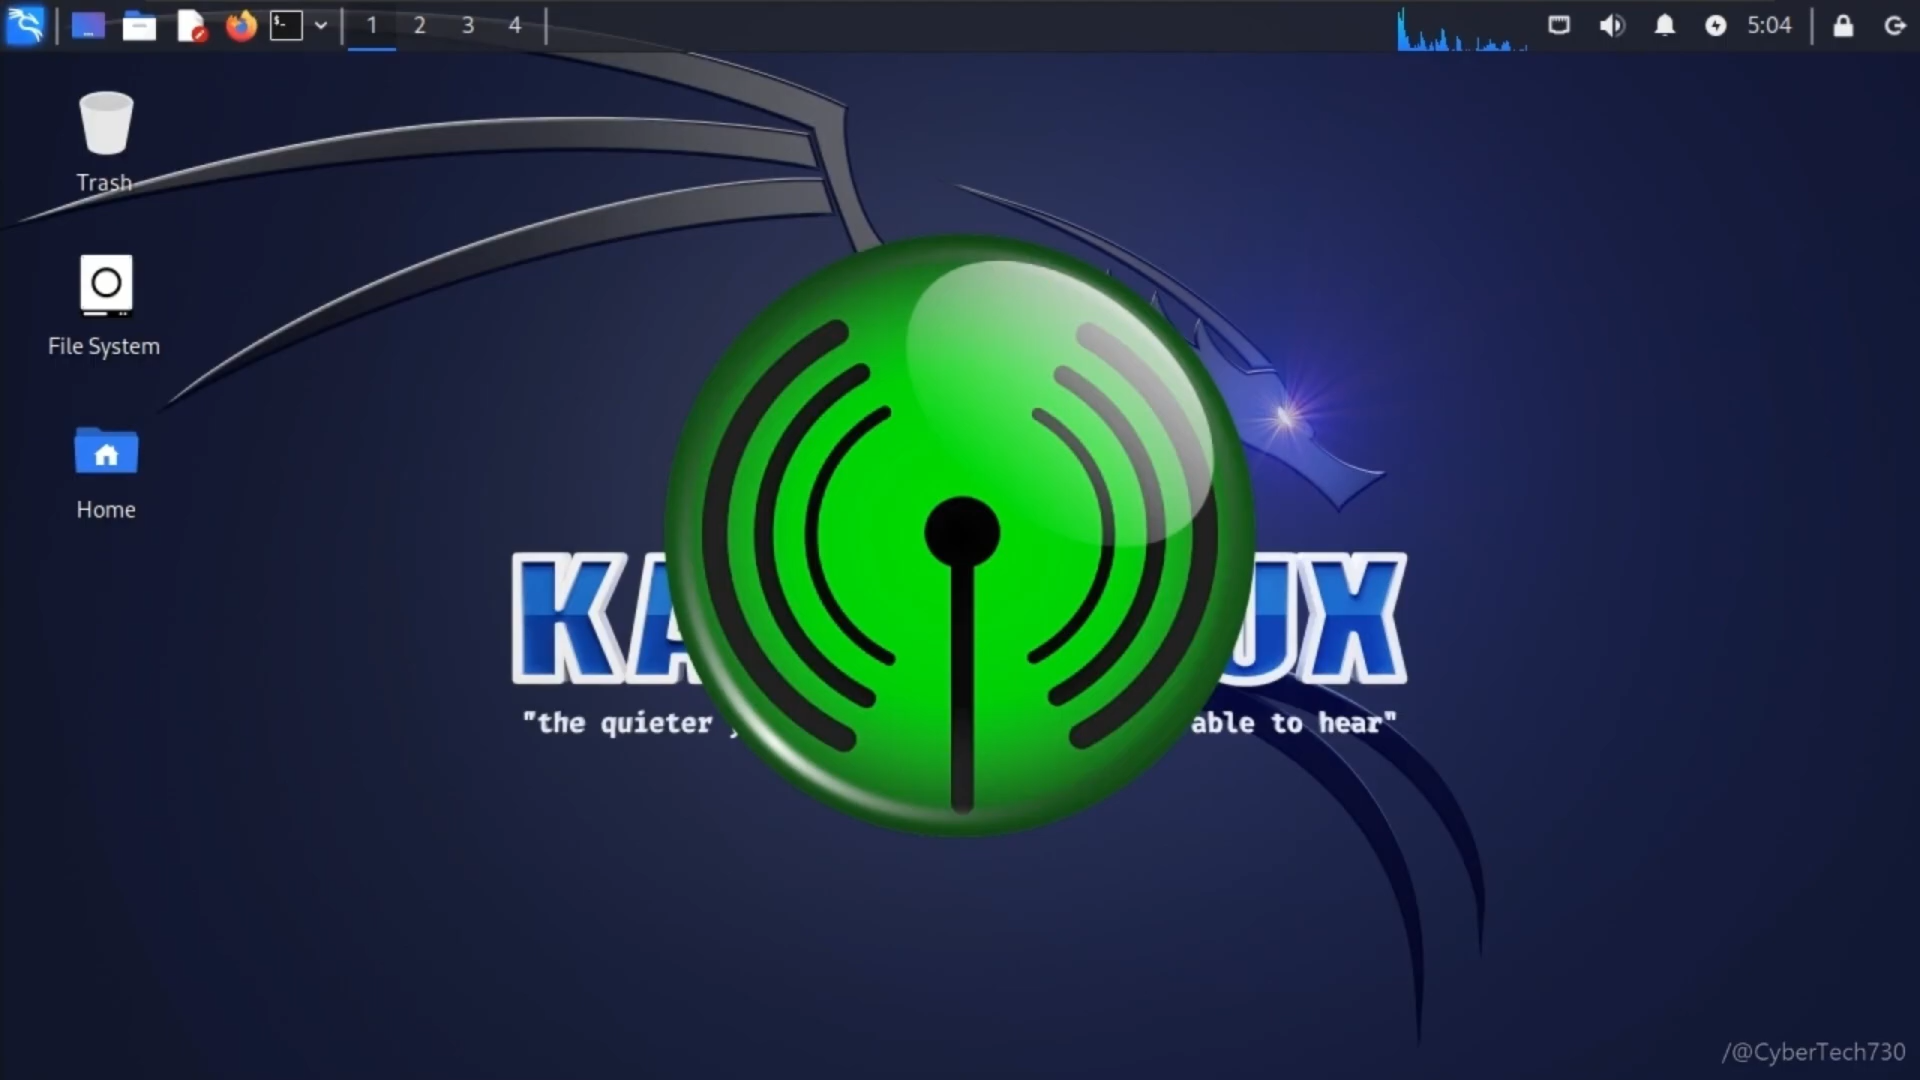 1 2 3 4
5:04
Trash
File System
Home
KA UX
"the quieter able to hear"
/@CyberTech730